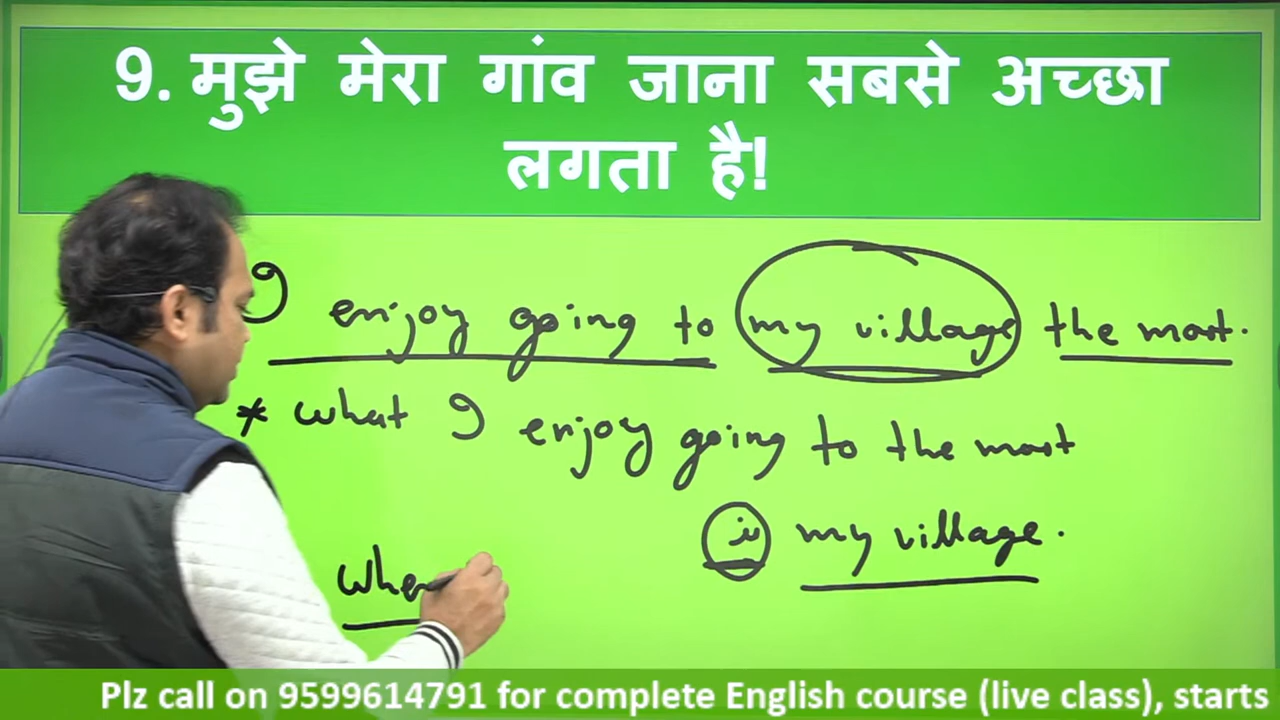 9. मुझे मेरा गांव जाना सबसे अच्छा
लगता है!
I enjoy going to my village the most.
* what I enjoy going to the most
is my village.
whe
Plz call on 9599614791 for complete English course (live class), starts